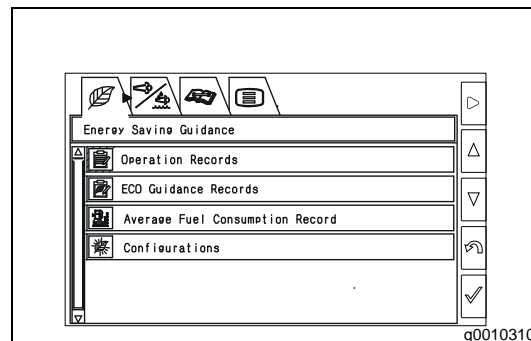 Energy Saving Guidance
Operation Records
ECO Guidance Records
Average Fuel Consumption Record
Configurations
g0010310